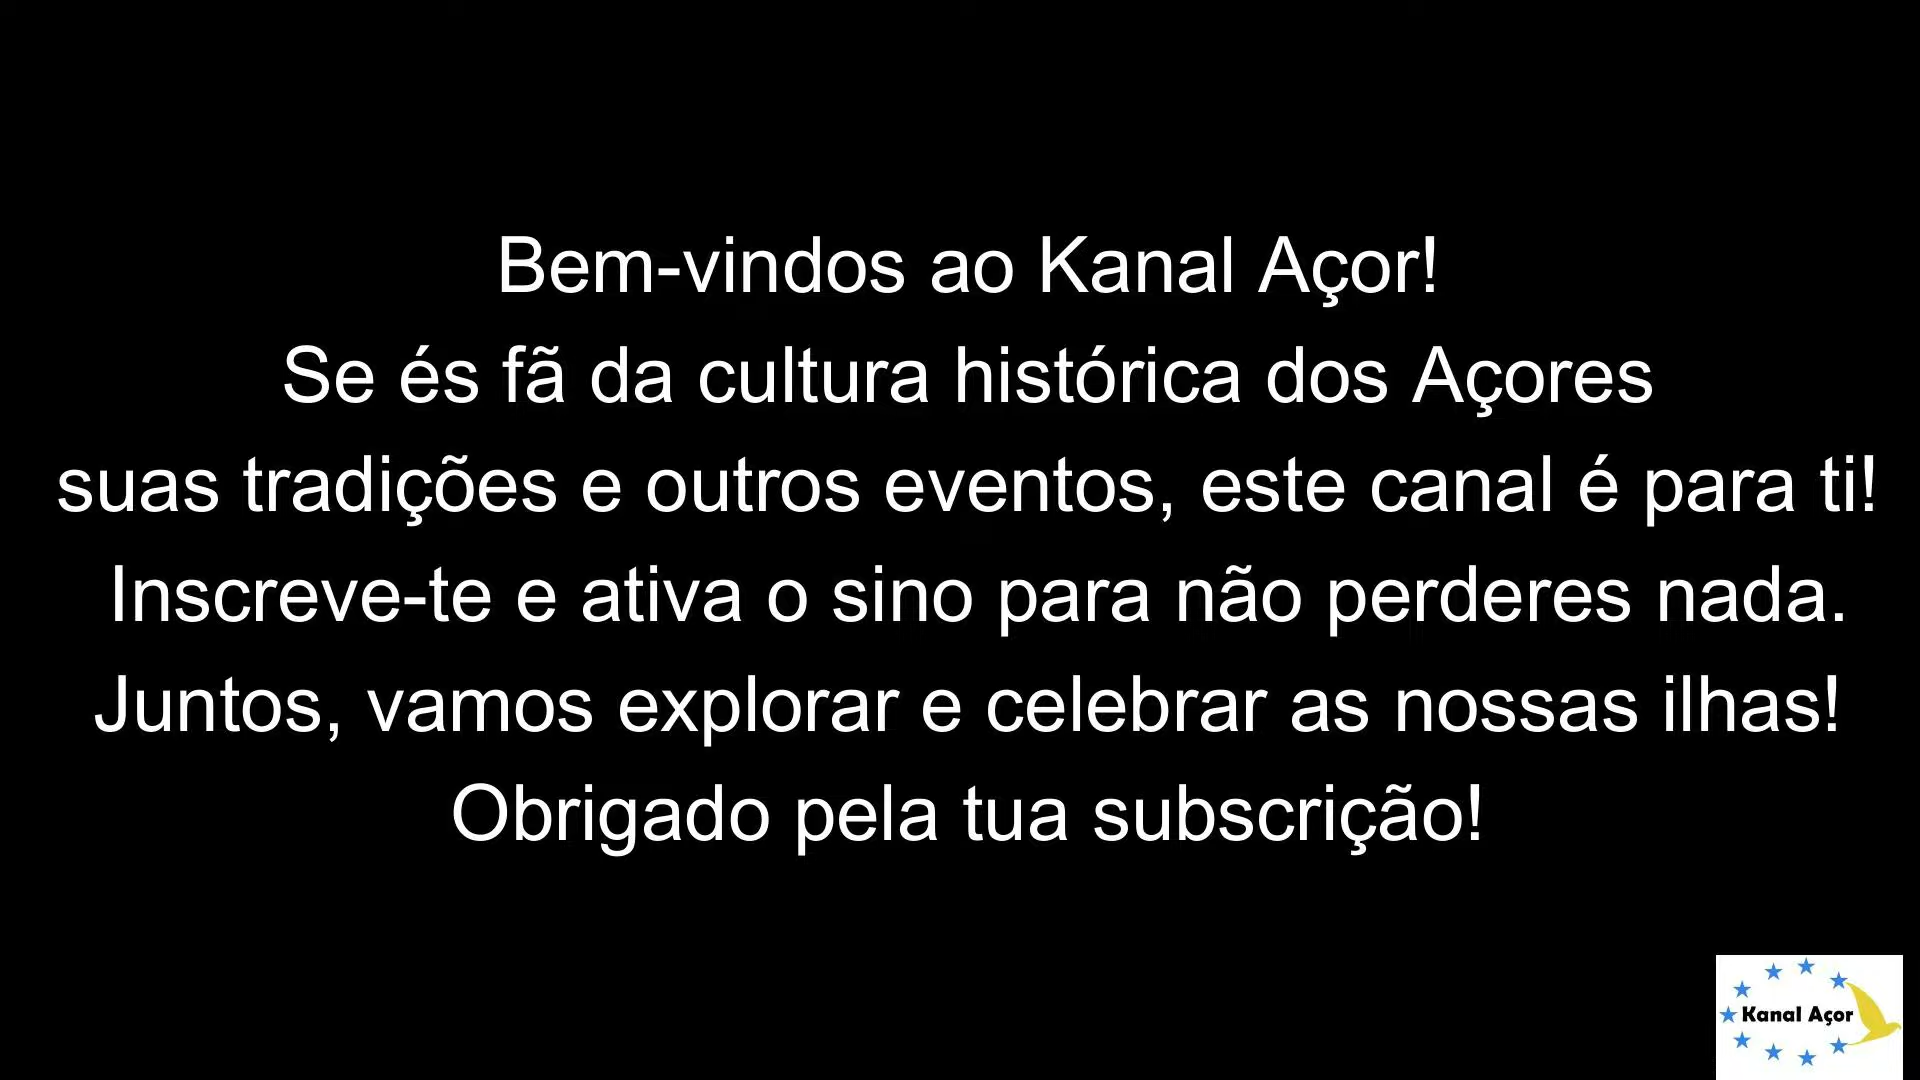 Bem-vindos ao Kanal Açor!
Se és fã da cultura histórica dos Açores
suas tradições e outros eventos, este canal é para ti!
Inscreve-te e ativa o sino para não perderes nada.
Juntos, vamos explorar e celebrar as nossas ilhas!
Obrigado pela tua subscrição!
Kanal Açor